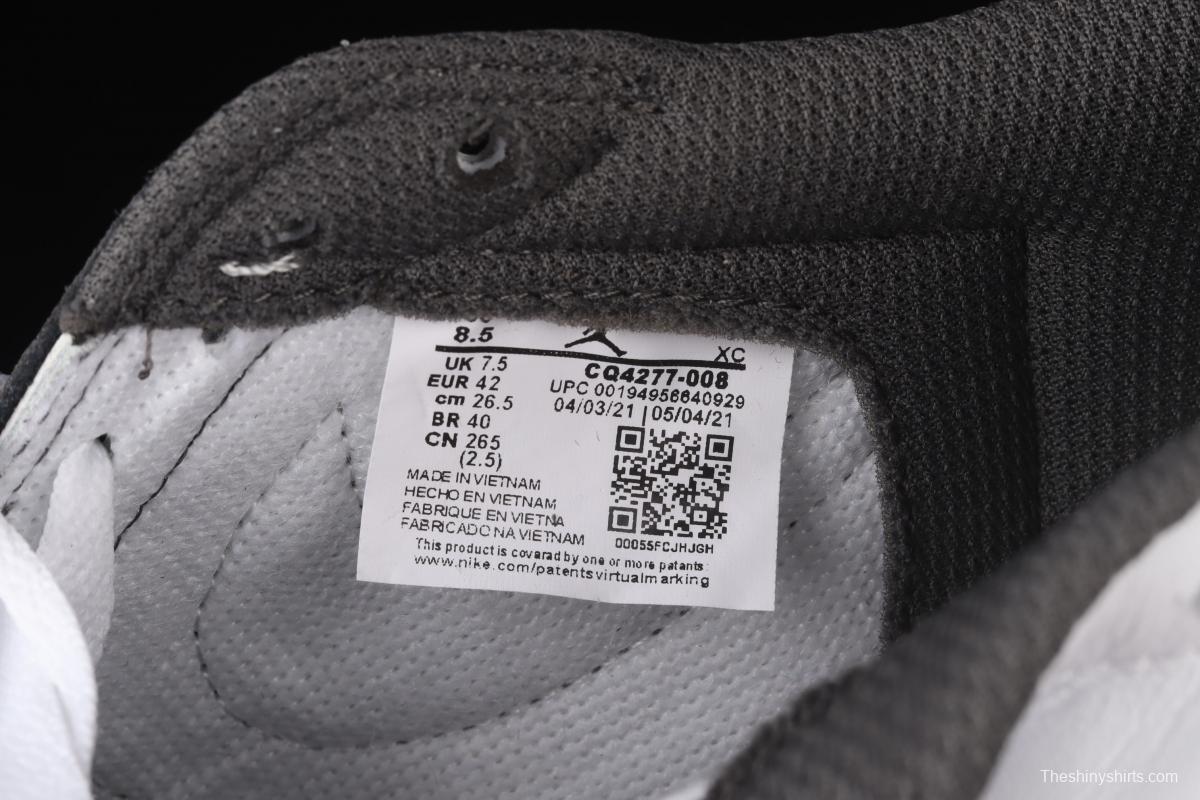 8.5
XC
UK 7.5
EUR 42
cm 26.5
BR 40
CN 265
(2.5)
CQ4277-008
UPC 00194956640929
04/03/21 | 05/04/21
00055FCJHJGH
MADE IN VIETNAM
HECHO EN VIETNAM
FABRIQUE EN VIETNA
FABRICADO NA VIETNAM
This product is covarad by one or mora patants:
www.nike.com/patentsvirtualmarking
Theshinyshirts.com